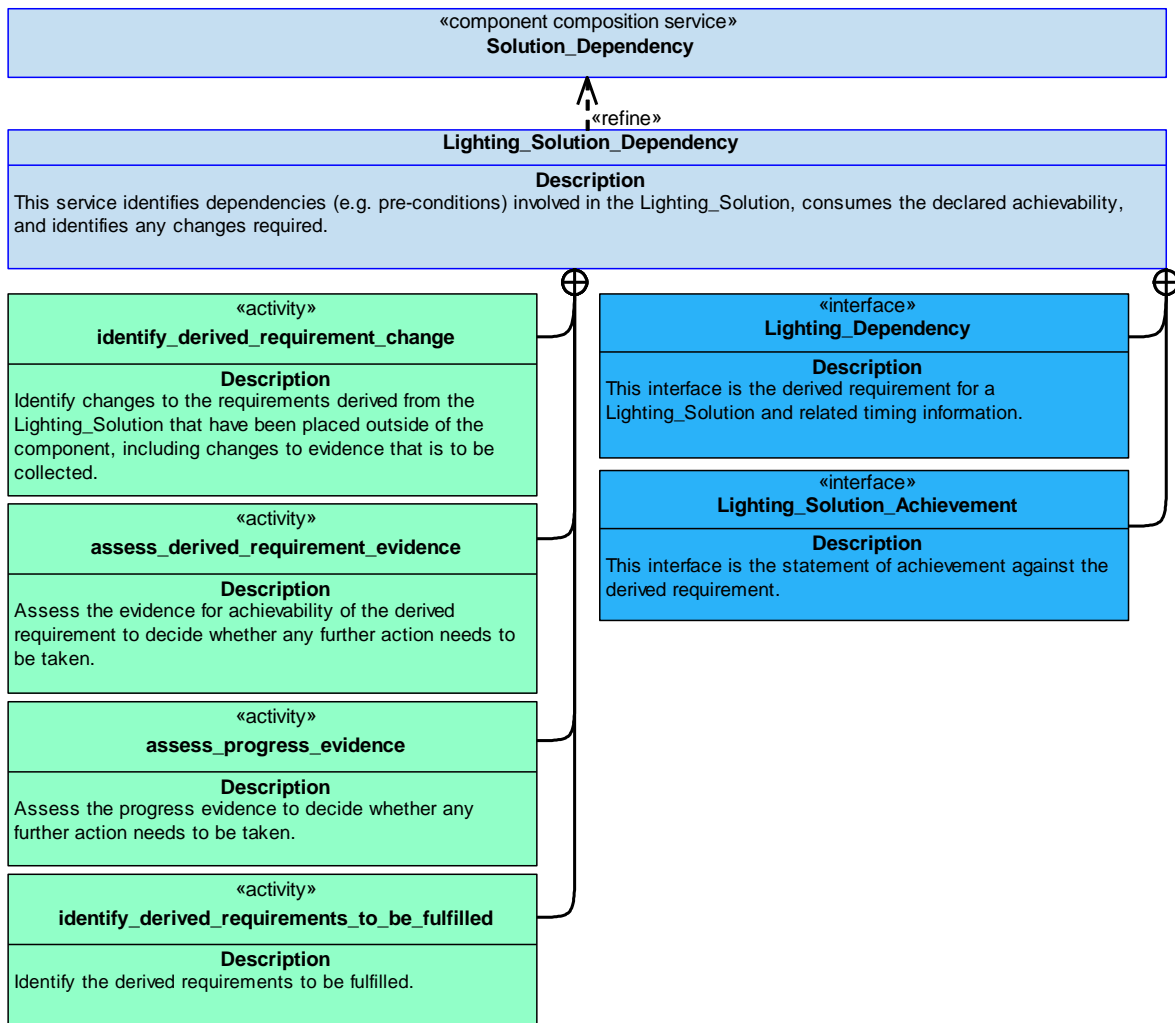 «component composition service»
Solution_Dependency
«refine»
Lighting_Solution_Dependency
Description
This service identifies dependencies (e.g. pre-conditions) involved in the Lighting_Solution, consumes the declared achievability,
and identifies any changes required.
«activity»
identify_derived_requirement_change
Description
Identify changes to the requirements derived from the
Lighting_Solution that have been placed outside of the
component, including changes to evidence that is to be
collected.
«activity»
assess_derived_requirement_evidence
Description
Assess the evidence for achievability of the derived
requirement to decide whether any further action needs to
be taken.
«activity»
assess_progress_evidence
Description
Assess the progress evidence to decide whether any
further action needs to be taken.
«activity»
identify_derived_requirements_to_be_fulfilled
Description
Identify the derived requirements to be fulfilled.
«interface»
Lighting_Dependency
Description
This interface is the derived requirement for a
Lighting_Solution and related timing information.
«interface»
Lighting_Solution_Achievement
Description
This interface is the statement of achievement against the
derived requirement.